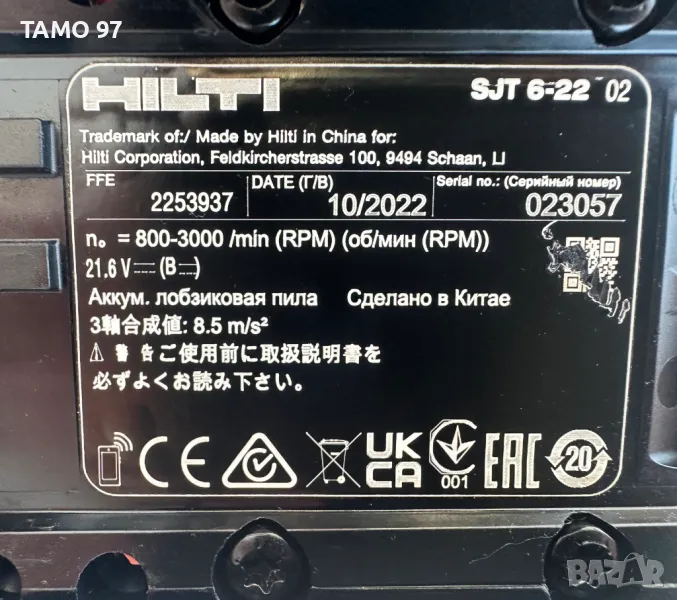 TAMO 97
HILTI
SJT 6-22 02
Trademark of:/ Made by Hilti in China for:
Hilti Corporation, Feldkircherstrasse 100, 9494 Schaan, LI
FFE
2253937
DATE (Г/В)
10/2022
Serial no.: (Серийный номер)
023057
n₀ = 800-3000 /min (RPM) (об/мин (RPM))
21.6 V⎓ (В⎓)
Аккум. лобзиковая пила Сделано в Китае
3軸合成値: 8.5 m/s²
⚠ 警告ご使用前に取扱説明書を
必ずよくお読み下さい。
CE
UK
CA
001
EAC
20
BAZAR